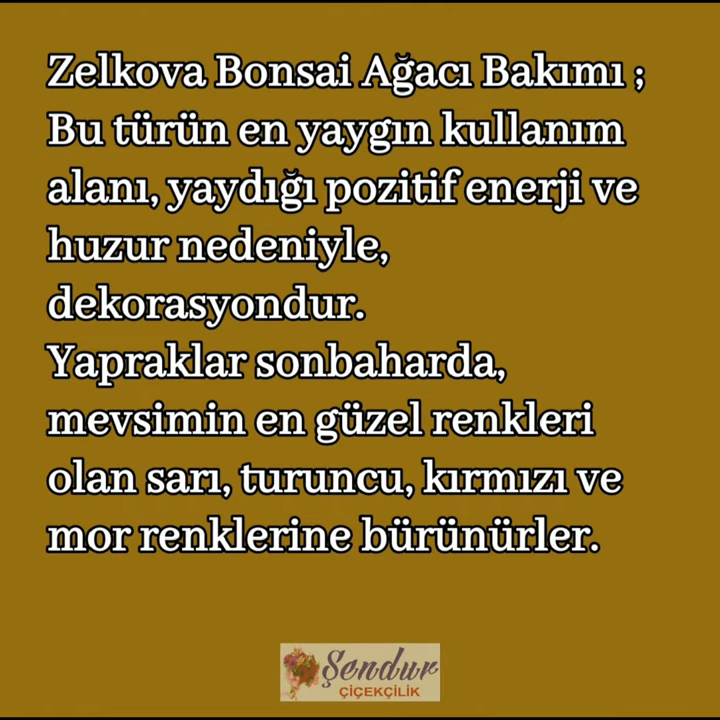 Zelkova Bonsai Ağacı Bakımı ;
Bu türün en yaygın kullanım
alanı, yaydığı pozitif enerji ve
huzur nedeniyle,
dekorasyondur.
Yapraklar sonbaharda,
mevsimin en güzel renkleri
olan sarı, turuncu, kırmızı ve
mor renklerine bürünürler.
Şendur
ÇİÇEKÇİLİK